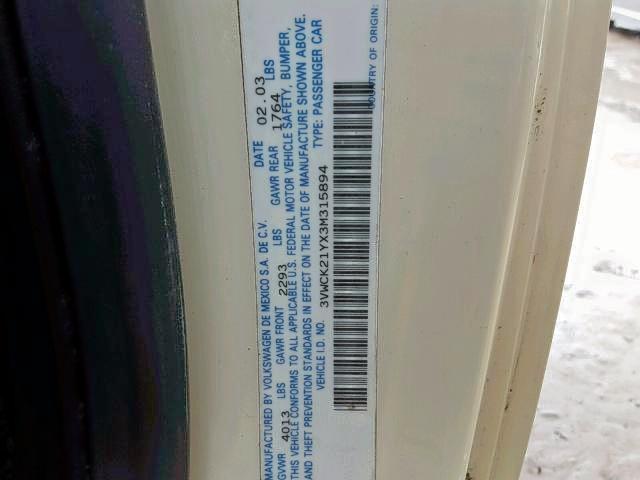 MANUFACTURED BY VOLKSWAGEN DE MEXICO S.A. DE C.V. DATE 02.03
GVWR 4013 LBS GAWR FRONT 2293 LBS GAWR REAR 1764 LBS
THIS VEHICLE CONFORMS TO ALL APPLICABLE U.S. FEDERAL MOTOR VEHICLE SAFETY, BUMPER,
AND THEFT PREVENTION STANDARDS IN EFFECT ON THE DATE OF MANUFACTURE SHOWN ABOVE.
VEHICLE I.D. NO. 3VWCK21YX3M315894 TYPE: PASSENGER CAR
COUNTRY OF ORIGIN: